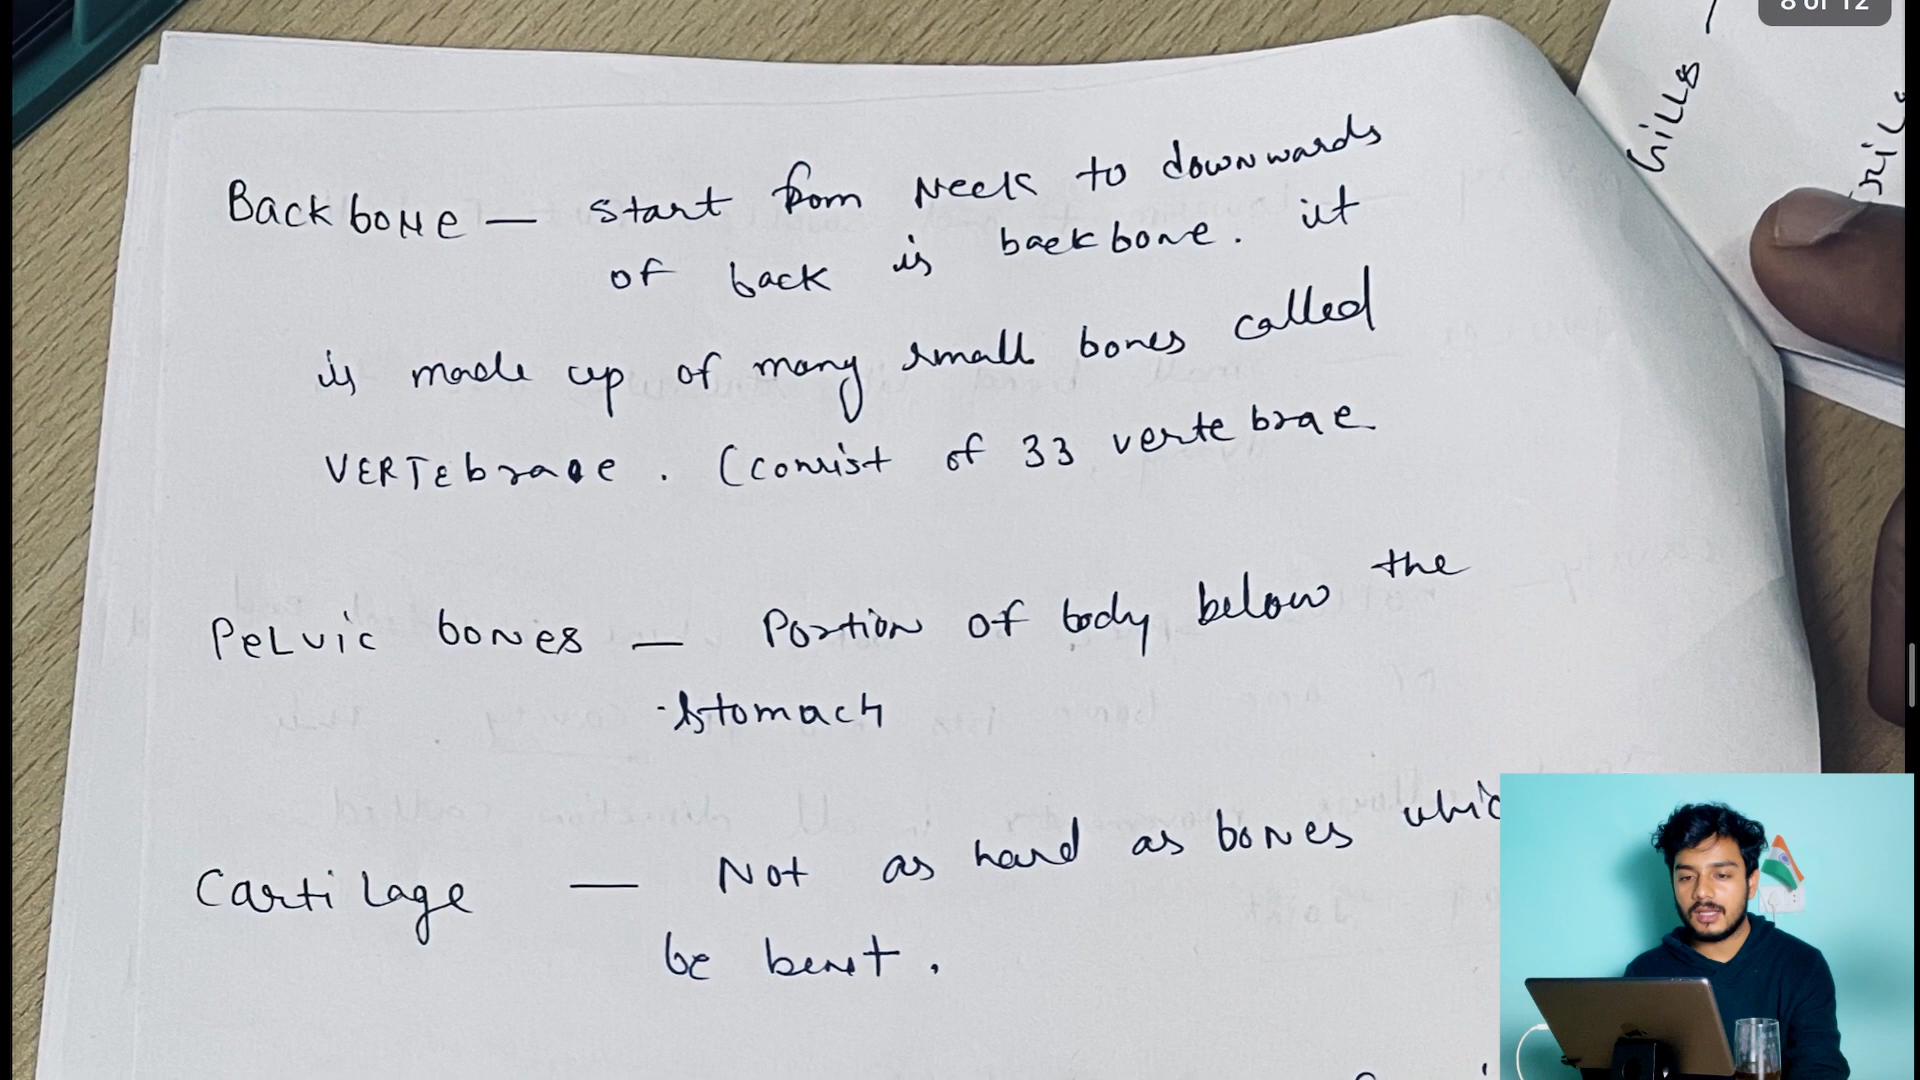 8 of 12
GiLLS –
Backbone — start from Neck to downwards
of back is backbone. it
is made up of many small bones called
VERTEbrae. (consist of 33 vertebrae
PeLvic bones — Portion of body below the
stomach
Cartilage — Not as hard as bones
be bent.